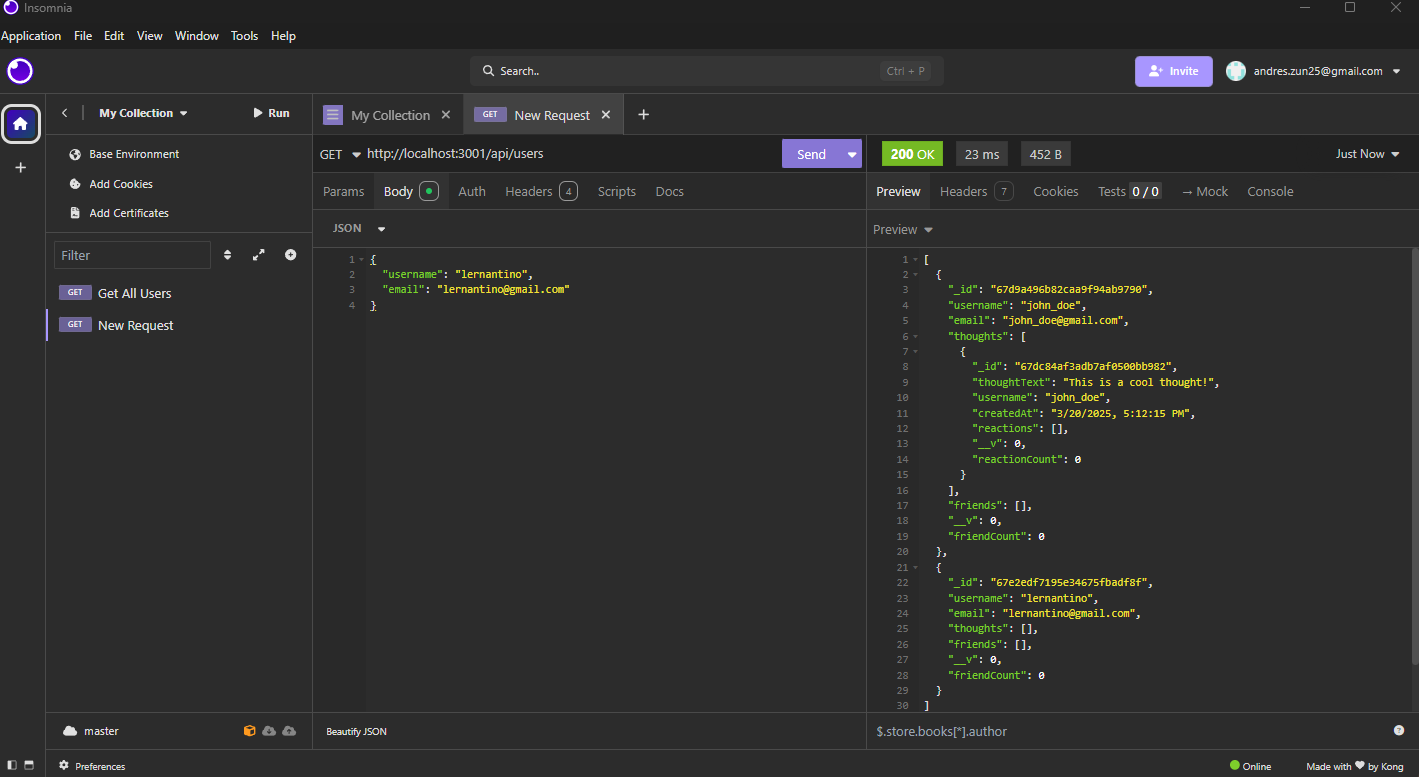 Insomnia
Application File Edit View Window Tools Help
Search.. Ctrl + P
Invite
andres.zun25@gmail.com
My Collection
Run
Base Environment
Add Cookies
Add Certificates
Filter
GET Get All Users
GET New Request
My Collection
GET New Request
GET http://localhost:3001/api/users
Send
Params Body Auth Headers 4 Scripts Docs
JSON
1 {
2 "username": "lernantino",
3 "email": "lernantino@gmail.com"
4 }
200 OK 23 ms 452 B Just Now
Preview Headers 7 Cookies Tests 0 / 0 → Mock Console
Preview
1 [
2 {
3 "_id": "67d9a496b82caa9f94ab9790",
4 "username": "john_doe",
5 "email": "john_doe@gmail.com",
6 "thoughts": [
7 {
8 "_id": "67dc84af3adb7af0500bb982",
9 "thoughtText": "This is a cool thought!",
10 "username": "john_doe",
11 "createdAt": "3/20/2025, 5:12:15 PM",
12 "reactions": [],
13 "__v": 0,
14 "reactionCount": 0
15 }
16 ],
17 "friends": [],
18 "__v": 0,
19 "friendCount": 0
20 },
21 {
22 "_id": "67e2edf7195e34675fbadf8f",
23 "username": "lernantino",
24 "email": "lernantino@gmail.com",
25 "thoughts": [],
26 "friends": [],
27 "__v": 0,
28 "friendCount": 0
29 }
30 ]
master
Beautify JSON
$.store.books[*].author
Preferences
Online
Made with ♥ by Kong